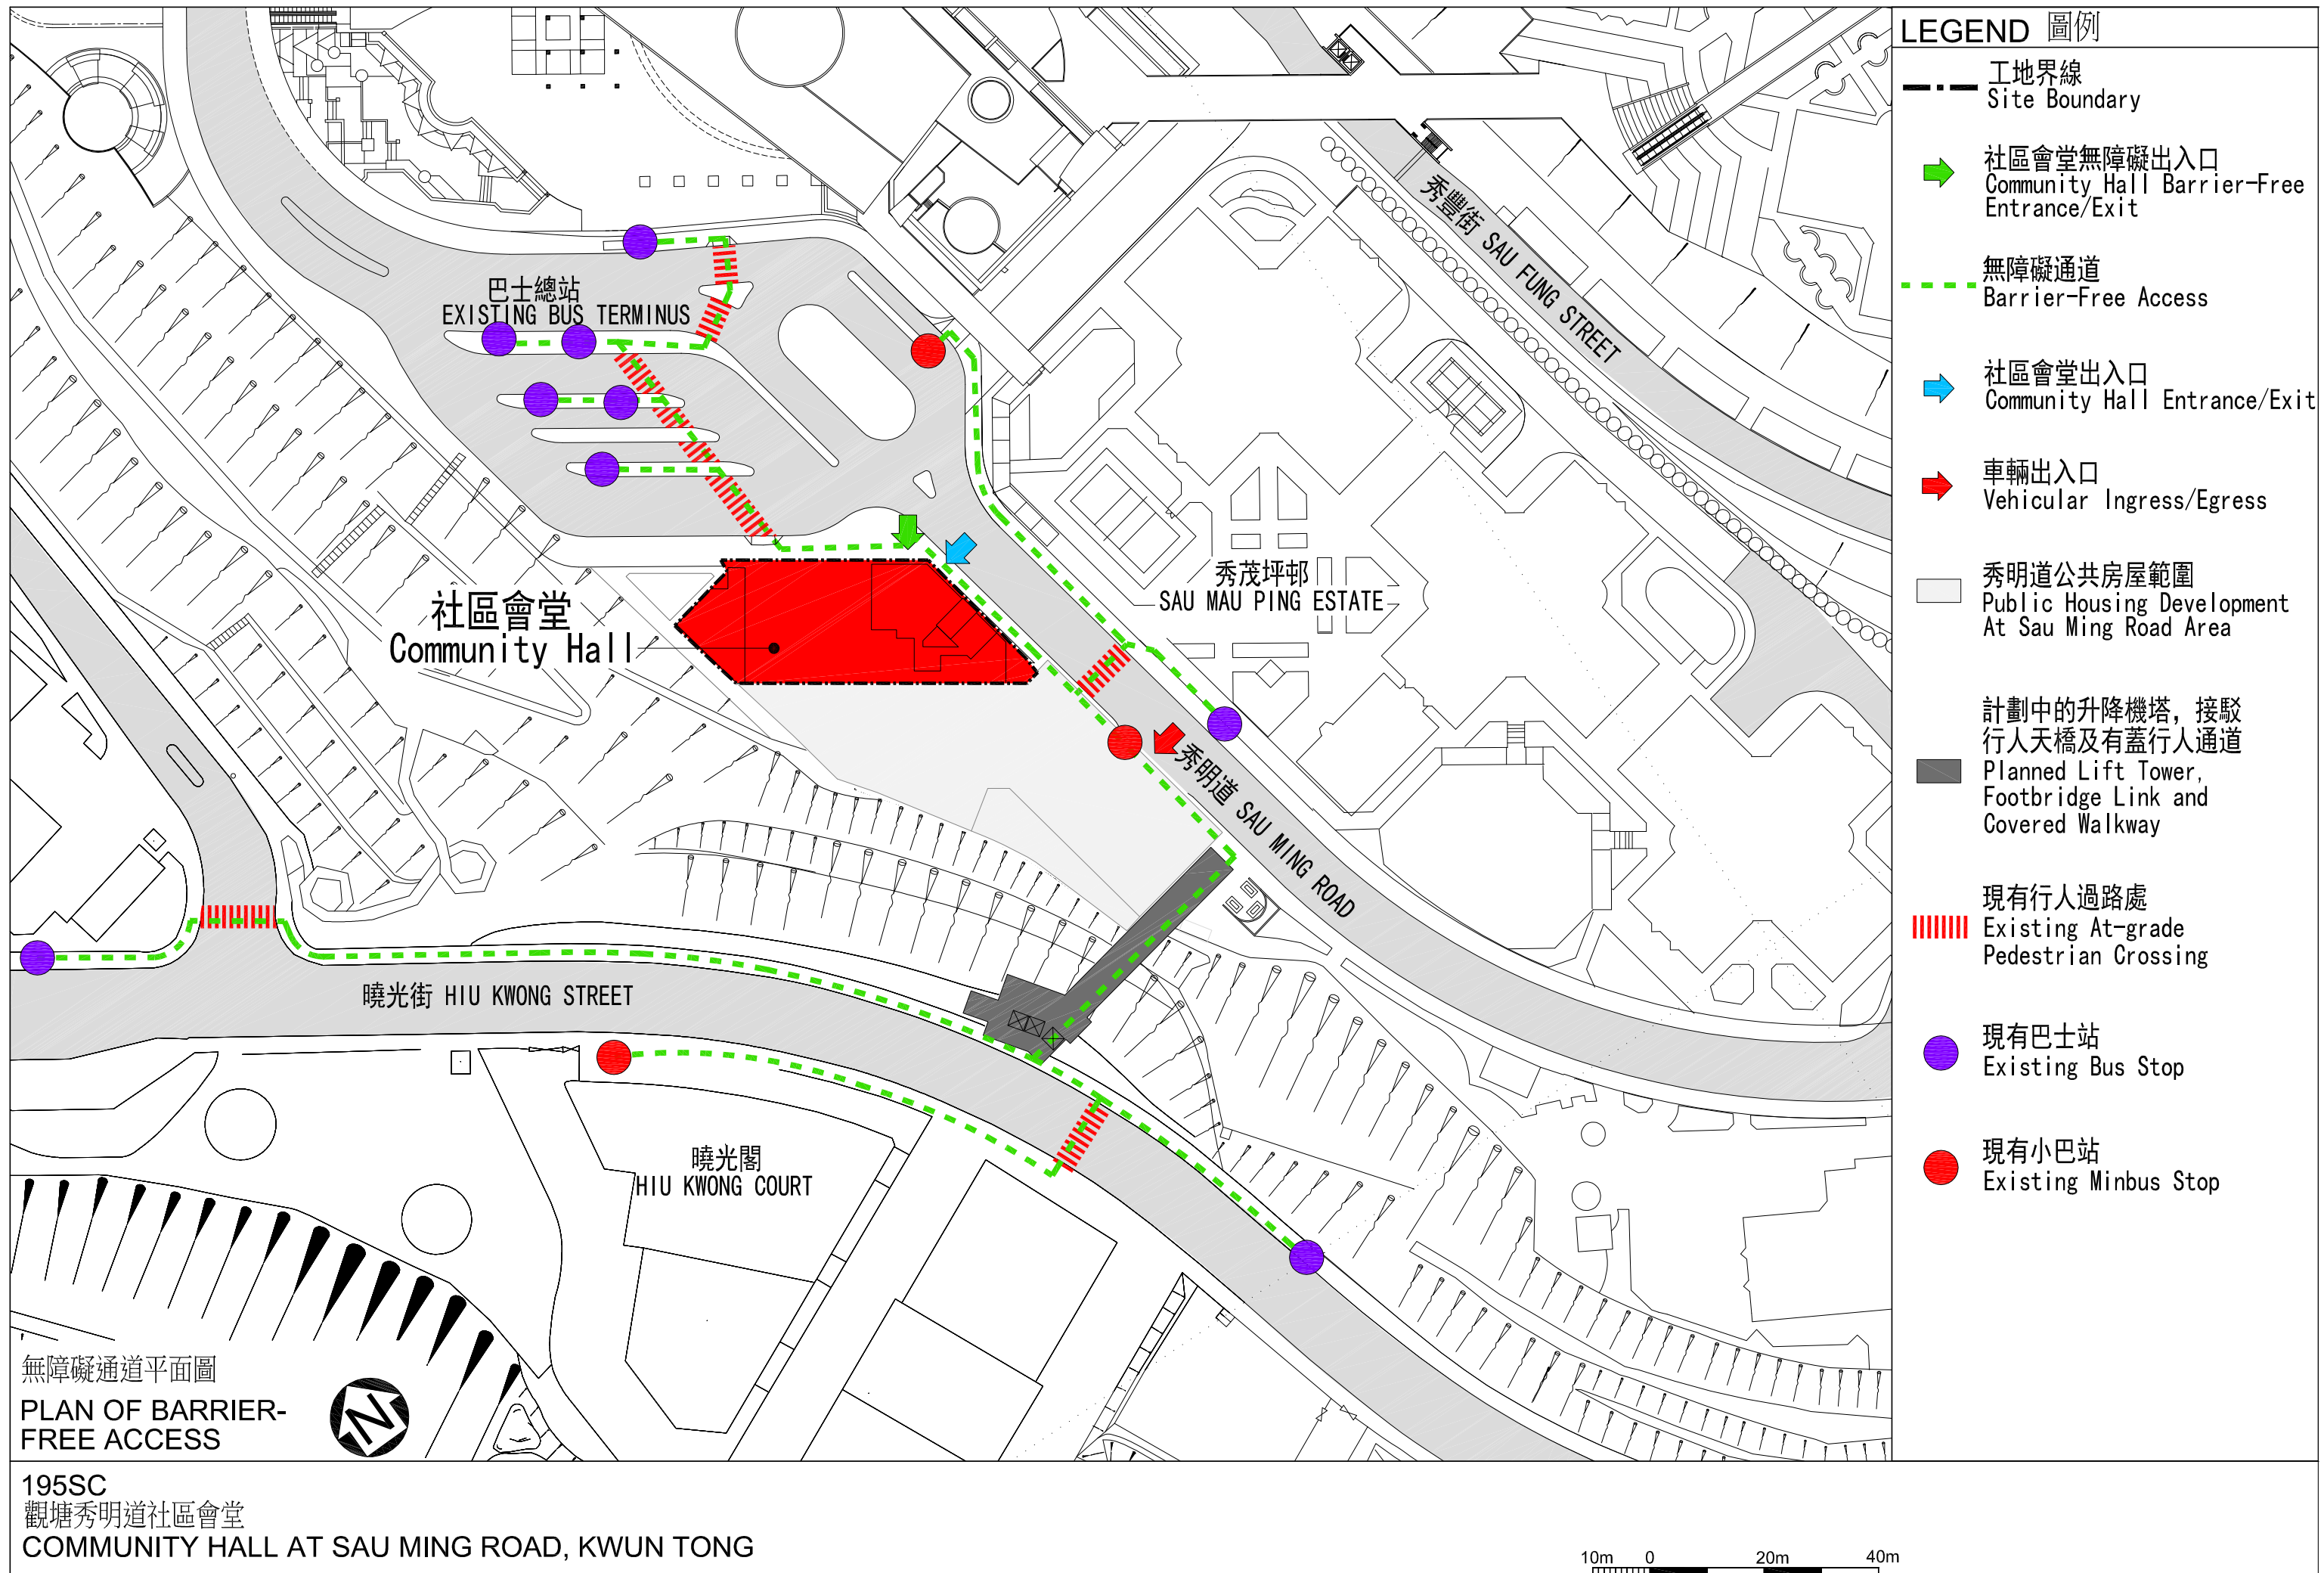 巴士總站
EXISTING BUS TERMINUS
秀豐街 SAU FUNG STREET
秀茂坪邨
SAU MAU PING ESTATE
社區會堂
Community Hall
秀明道 SAU MING ROAD
曉光街 HIU KWONG STREET
曉光閣
HIU KWONG COURT
無障礙通道平面圖
PLAN OF BARRIER-
FREE ACCESS
N
LEGEND 圖例
工地界線
Site Boundary
社區會堂無障礙出入口
Community Hall Barrier-Free
Entrance/Exit
無障礙通道
Barrier-Free Access
社區會堂出入口
Community Hall Entrance/Exit
車輛出入口
Vehicular Ingress/Egress
秀明道公共房屋範圍
Public Housing Development
At Sau Ming Road Area
計劃中的升降機塔，接駁
行人天橋及有蓋行人通道
Planned Lift Tower,
Footbridge Link and
Covered Walkway
現有行人過路處
Existing At-grade
Pedestrian Crossing
現有巴士站
Existing Bus Stop
現有小巴站
Existing Minbus Stop
195SC
觀塘秀明道社區會堂
COMMUNITY HALL AT SAU MING ROAD, KWUN TONG
10m 0 20m 40m